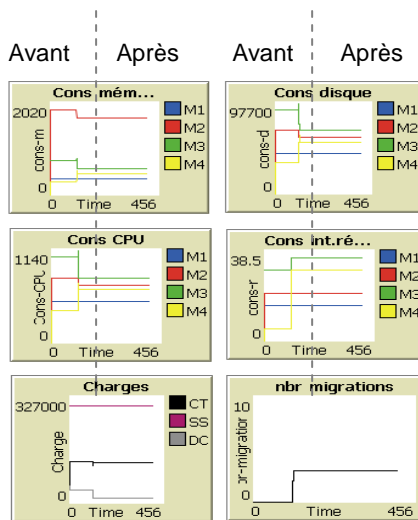 Avant Après Avant Après
Cons mém...
2020
cons-m
0
0 Time 456
M1
M2
M3
M4
Cons disque
97700
cons-d
0
0 Time 456
M1
M2
M3
M4
Cons CPU
1140
Cons-CPU
0
0 Time 456
M1
M2
M3
M4
Cons int.ré...
38.5
cons-r
0
0 Time 456
M1
M2
M3
M4
Charges
327000
Charge
0
0 Time 456
CT
SS
DC
nbr migrations
10
or-migration
0
0 Time 456